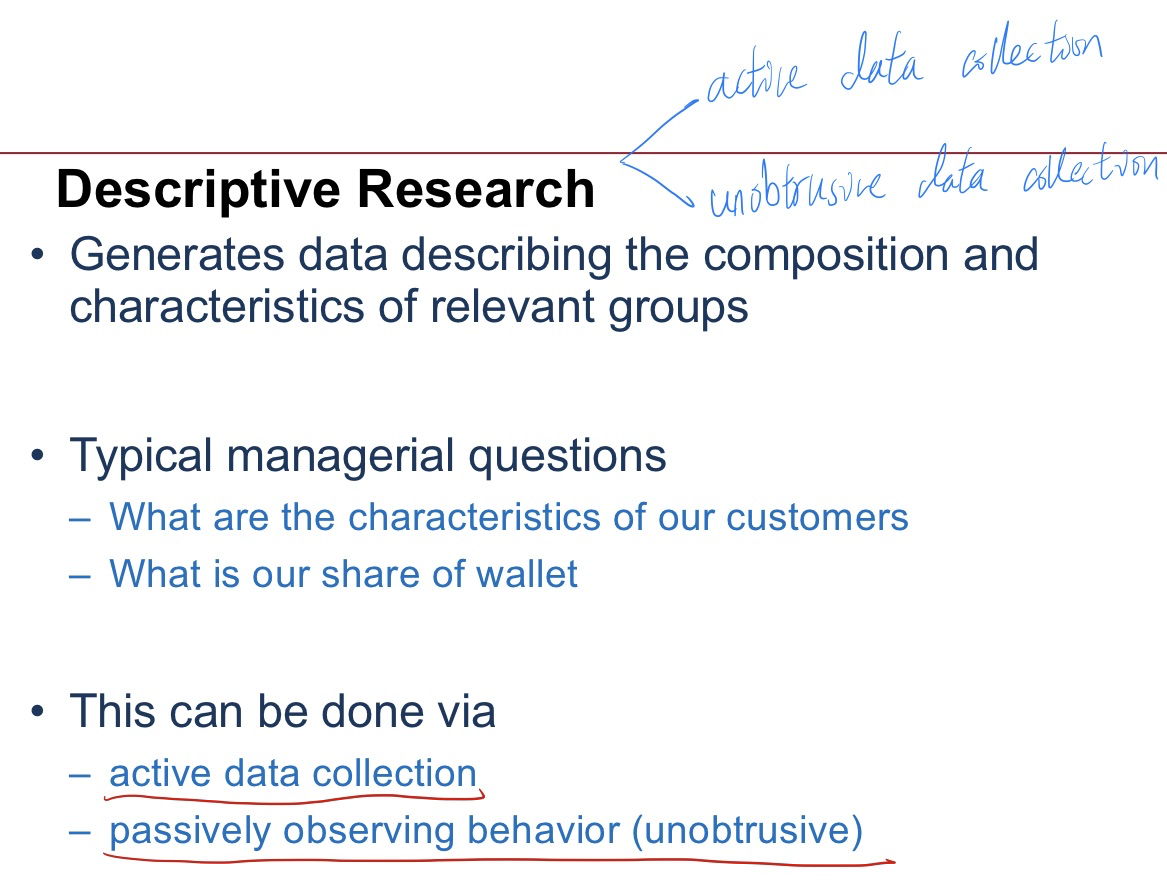 active data collection
unobtrusive data collection
Descriptive Research
• Generates data describing the composition and
characteristics of relevant groups
• Typical managerial questions
– What are the characteristics of our customers
– What is our share of wallet
• This can be done via
– active data collection
– passively observing behavior (unobtrusive)